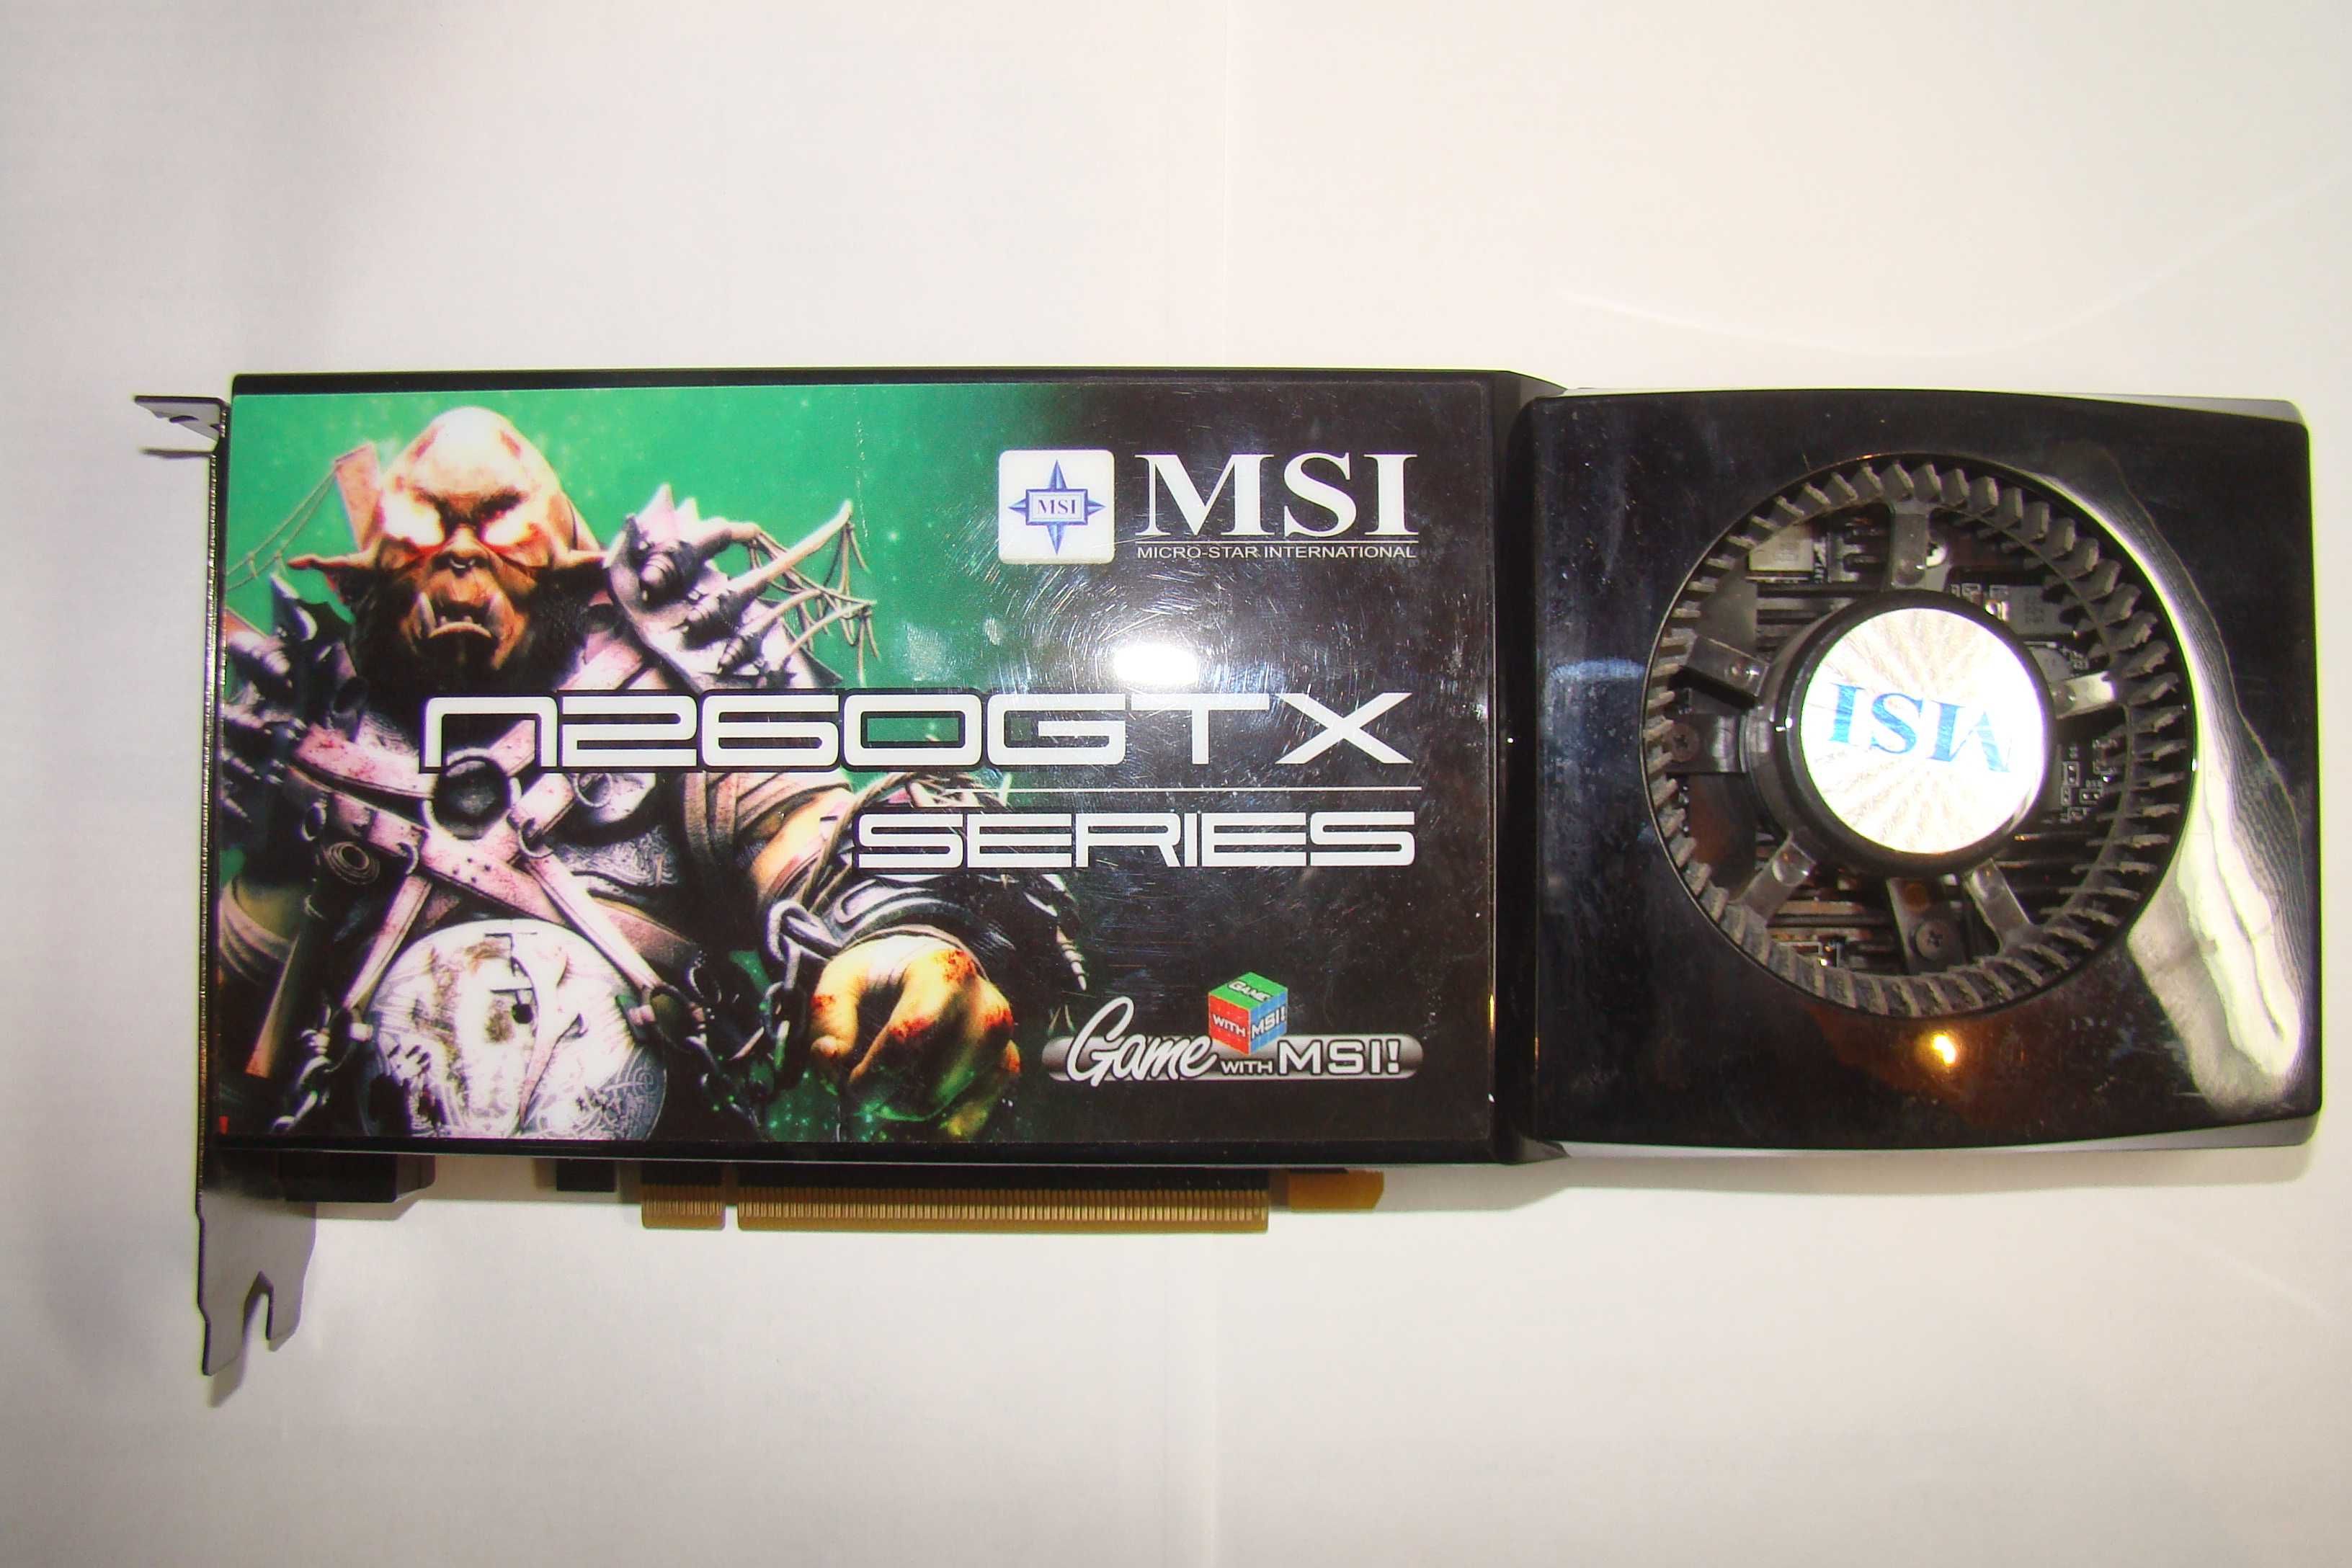 MSI
MSI
MICRO-STAR INTERNATIONAL
N260GTX
SERIES
GAME
WITH MSI!
Game WITH MSI!
MSI